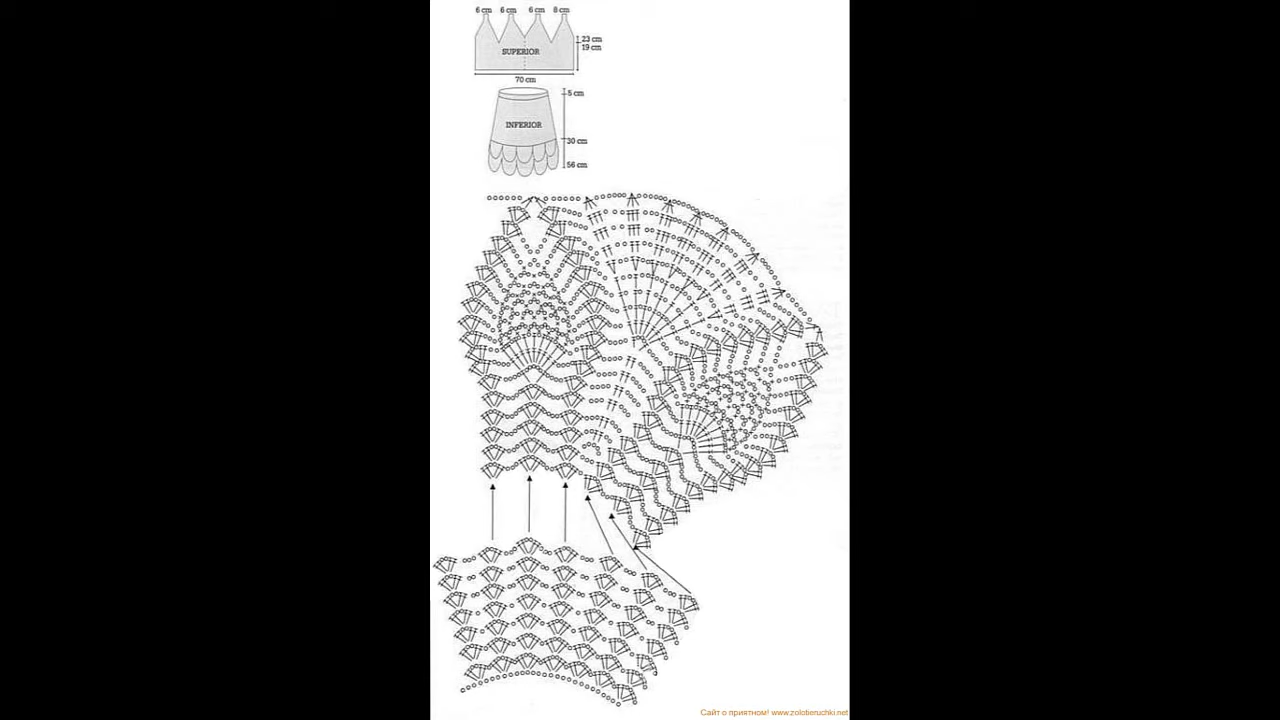 6 cm 6 cm 6 cm 8 cm
23 cm
19 cm
SUPERIOR
70 cm
5 cm
INFERIOR
30 cm
56 cm
Сайт о приятном! www.zolotieruchki.net